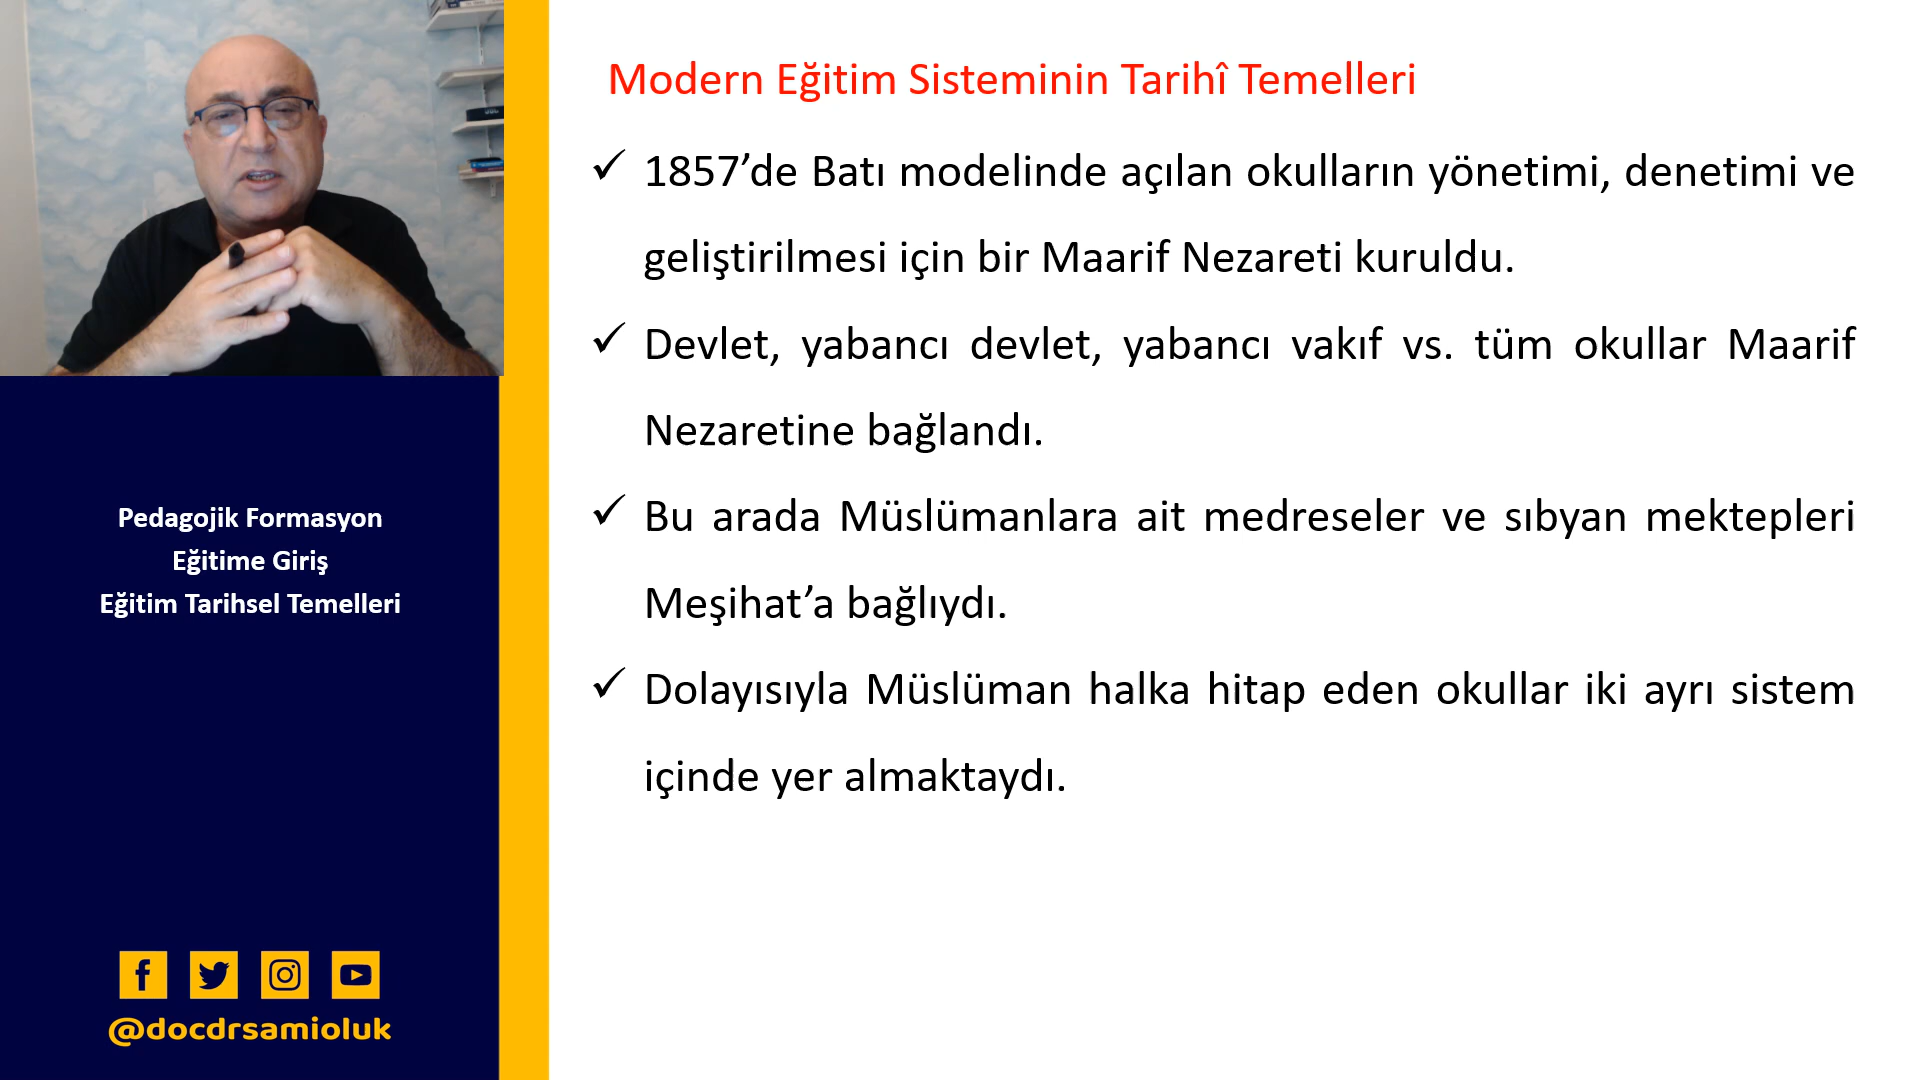 Modern Eğitim Sisteminin Tarihî Temelleri
✓ 1857’de Batı modelinde açılan okulların yönetimi, denetimi ve
geliştirilmesi için bir Maarif Nezareti kuruldu.
✓ Devlet, yabancı devlet, yabancı vakıf vs. tüm okullar Maarif
Nezaretine bağlandı.
✓ Bu arada Müslümanlara ait medreseler ve sıbyan mektepleri
Meşihat’a bağlıydı.
✓ Dolayısıyla Müslüman halka hitap eden okullar iki ayrı sistem
içinde yer almaktaydı.
Pedagojik Formasyon
Eğitime Giriş
Eğitim Tarihsel Temelleri
@docdrsamioluk